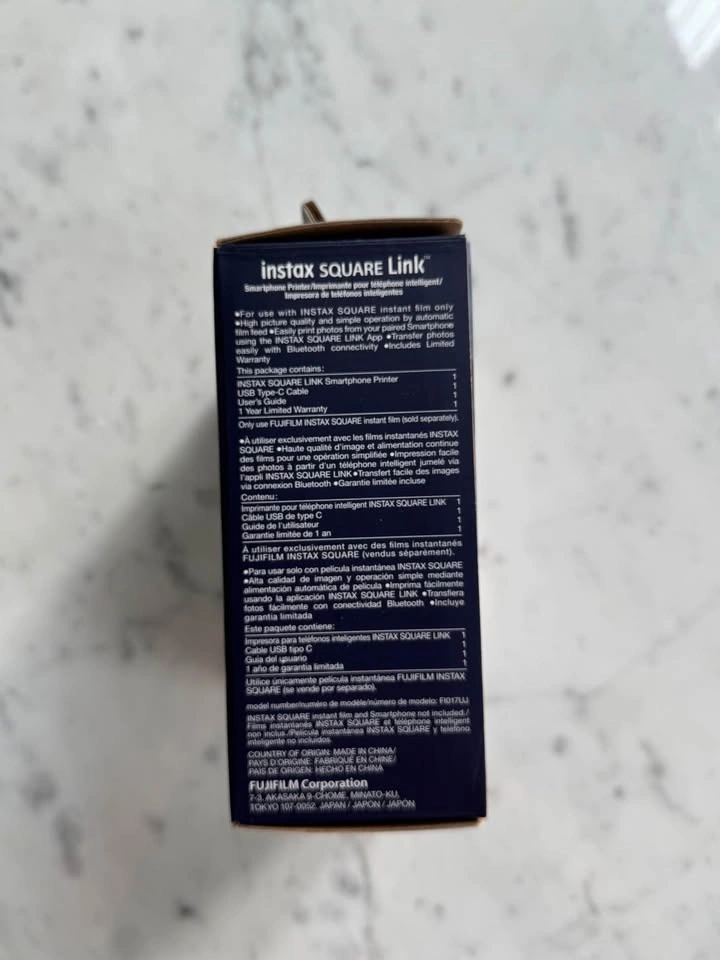 instax SQUARE Link™
Smartphone Printer/Imprimante pour téléphone intelligent/
Impresora de teléfonos inteligentes
●For use with INSTAX SQUARE instant film only
●High picture quality and simple operation by automatic
film feed ●Easily print photos from your paired Smartphone
using the INSTAX SQUARE LINK App ●Transfer photos
easily with Bluetooth connectivity ●Includes Limited
Warranty
This package contains:
INSTAX SQUARE LINK Smartphone Printer 1
USB Type-C Cable 1
User's Guide 1
1 Year Limited Warranty 1
Only use FUJIFILM INSTAX SQUARE instant film (sold separately).
●À utiliser exclusivement avec les films instantanés INSTAX
SQUARE ●Haute qualité d'image et alimentation continue
des films pour une opération simplifiée ●Impression facile
des photos à partir d'un téléphone intelligent jumelé via
l'appli INSTAX SQUARE LINK ●Transfert facile des images
via connexion Bluetooth ●Garantie limitée incluse
Contenu:
Imprimante pour téléphone intelligent INSTAX SQUARE LINK 1
Câble USB de type C 1
Guide de l'utilisateur 1
Garantie limitée de 1 an 1
À utiliser exclusivement avec des films instantanés
FUJIFILM INSTAX SQUARE (vendus séparément).
●Para usar solo con película instantánea INSTAX SQUARE
●Alta calidad de imagen y operación simple mediante
alimentación automática de película ●Imprima fácilmente
usando la aplicación INSTAX SQUARE LINK ●Transfiera
fotos fácilmente con conectividad Bluetooth ●Incluye
garantía limitada
Este paquete contiene:
Impresora para teléfonos inteligentes INSTAX SQUARE LINK 1
Cable USB tipo C 1
Guía del usuario 1
1 año de garantía limitada 1
Utilice únicamente película instantánea FUJIFILM INSTAX
SQUARE (se vende por separado).
model number/numéro de modèle/número de modelo: FI017UJ
INSTAX SQUARE instant film and Smartphone not included./
Films instantanés INSTAX SQUARE et téléphone intelligent
non inclus./Película instantánea INSTAX SQUARE y teléfono
inteligente no incluidos.
COUNTRY OF ORIGIN: MADE IN CHINA/
PAYS D'ORIGINE: FABRIQUÉ EN CHINE/
PAÍS DE ORIGEN: HECHO EN CHINA
FUJIFILM Corporation
7-3, AKASAKA 9-CHOME, MINATO-KU,
TOKYO 107-0052, JAPAN / JAPON / JAPÓN